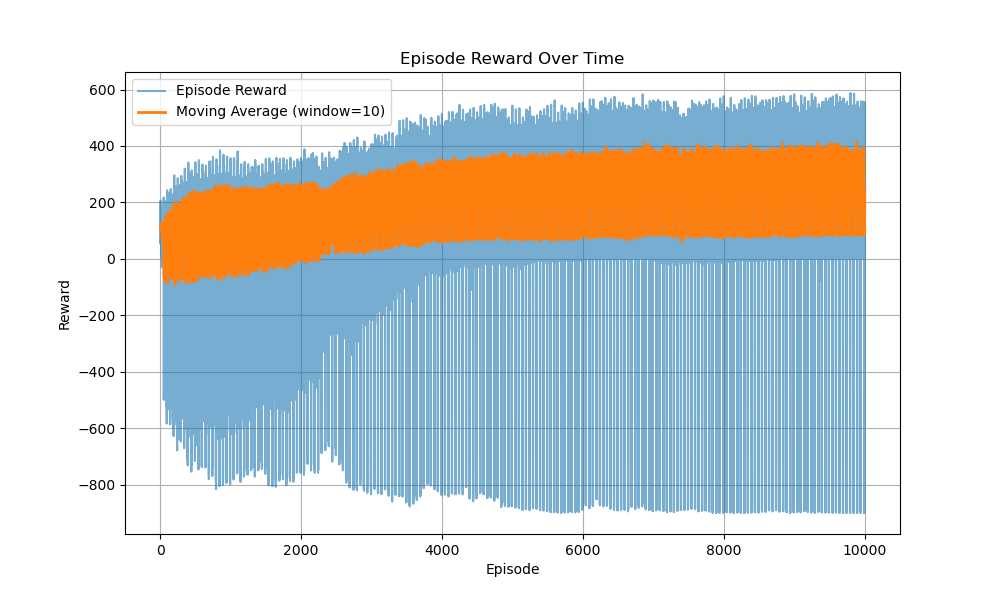 Episode Reward Over Time
Episode Reward
Moving Average (window=10)
600
400
200
0
−200
−400
−600
−800
Reward
0 2000 4000 6000 8000 10000
Episode